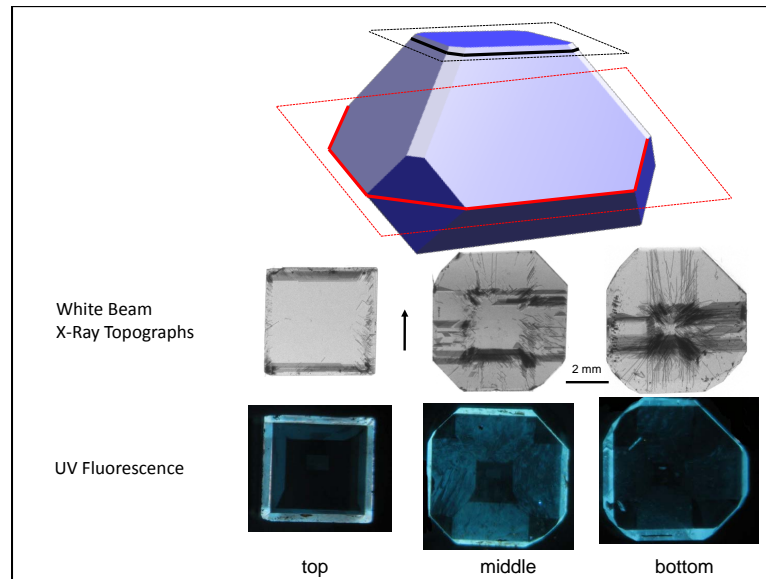 White Beam
X-Ray Topographs
2 mm
UV Fluorescence
top
middle
bottom